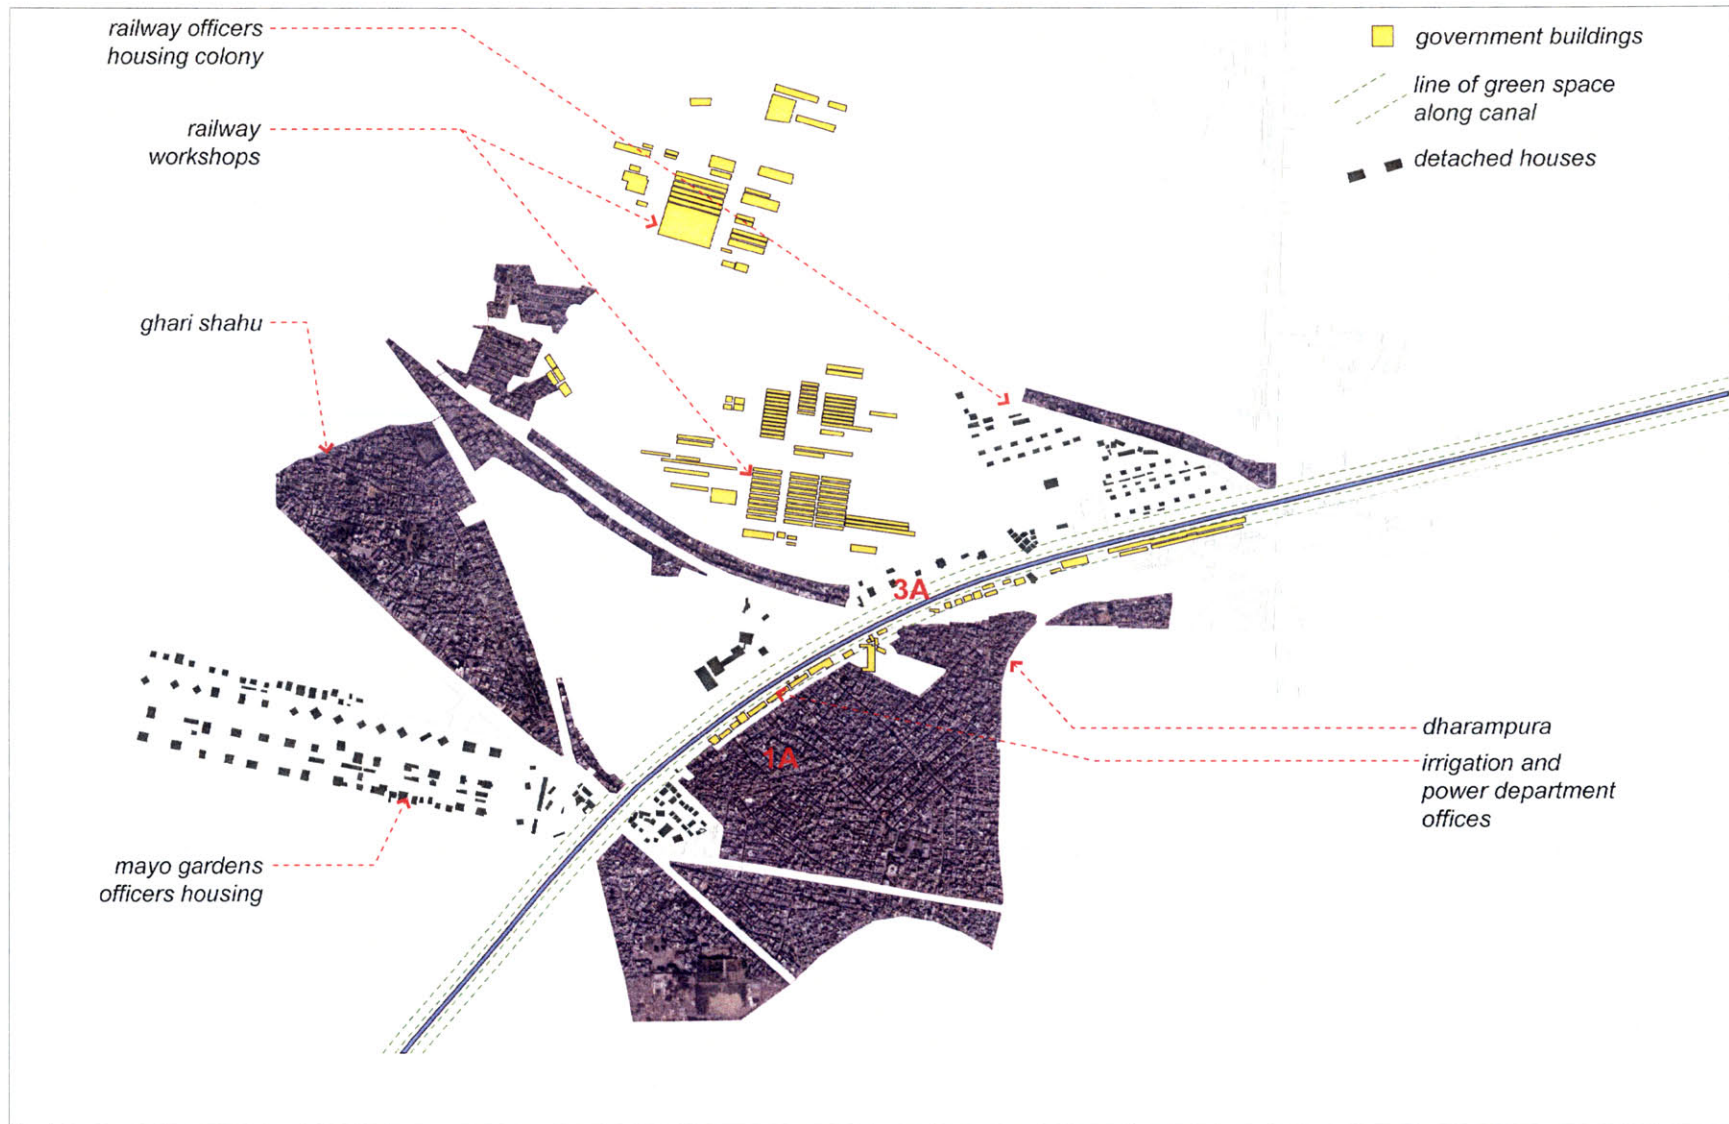 railway officers
housing colony
railway
workshops
ghari shahu
mayo gardens
officers housing
government buildings
line of green space
along canal
detached houses
3A
1A
dharampura
irrigation and
power department
offices